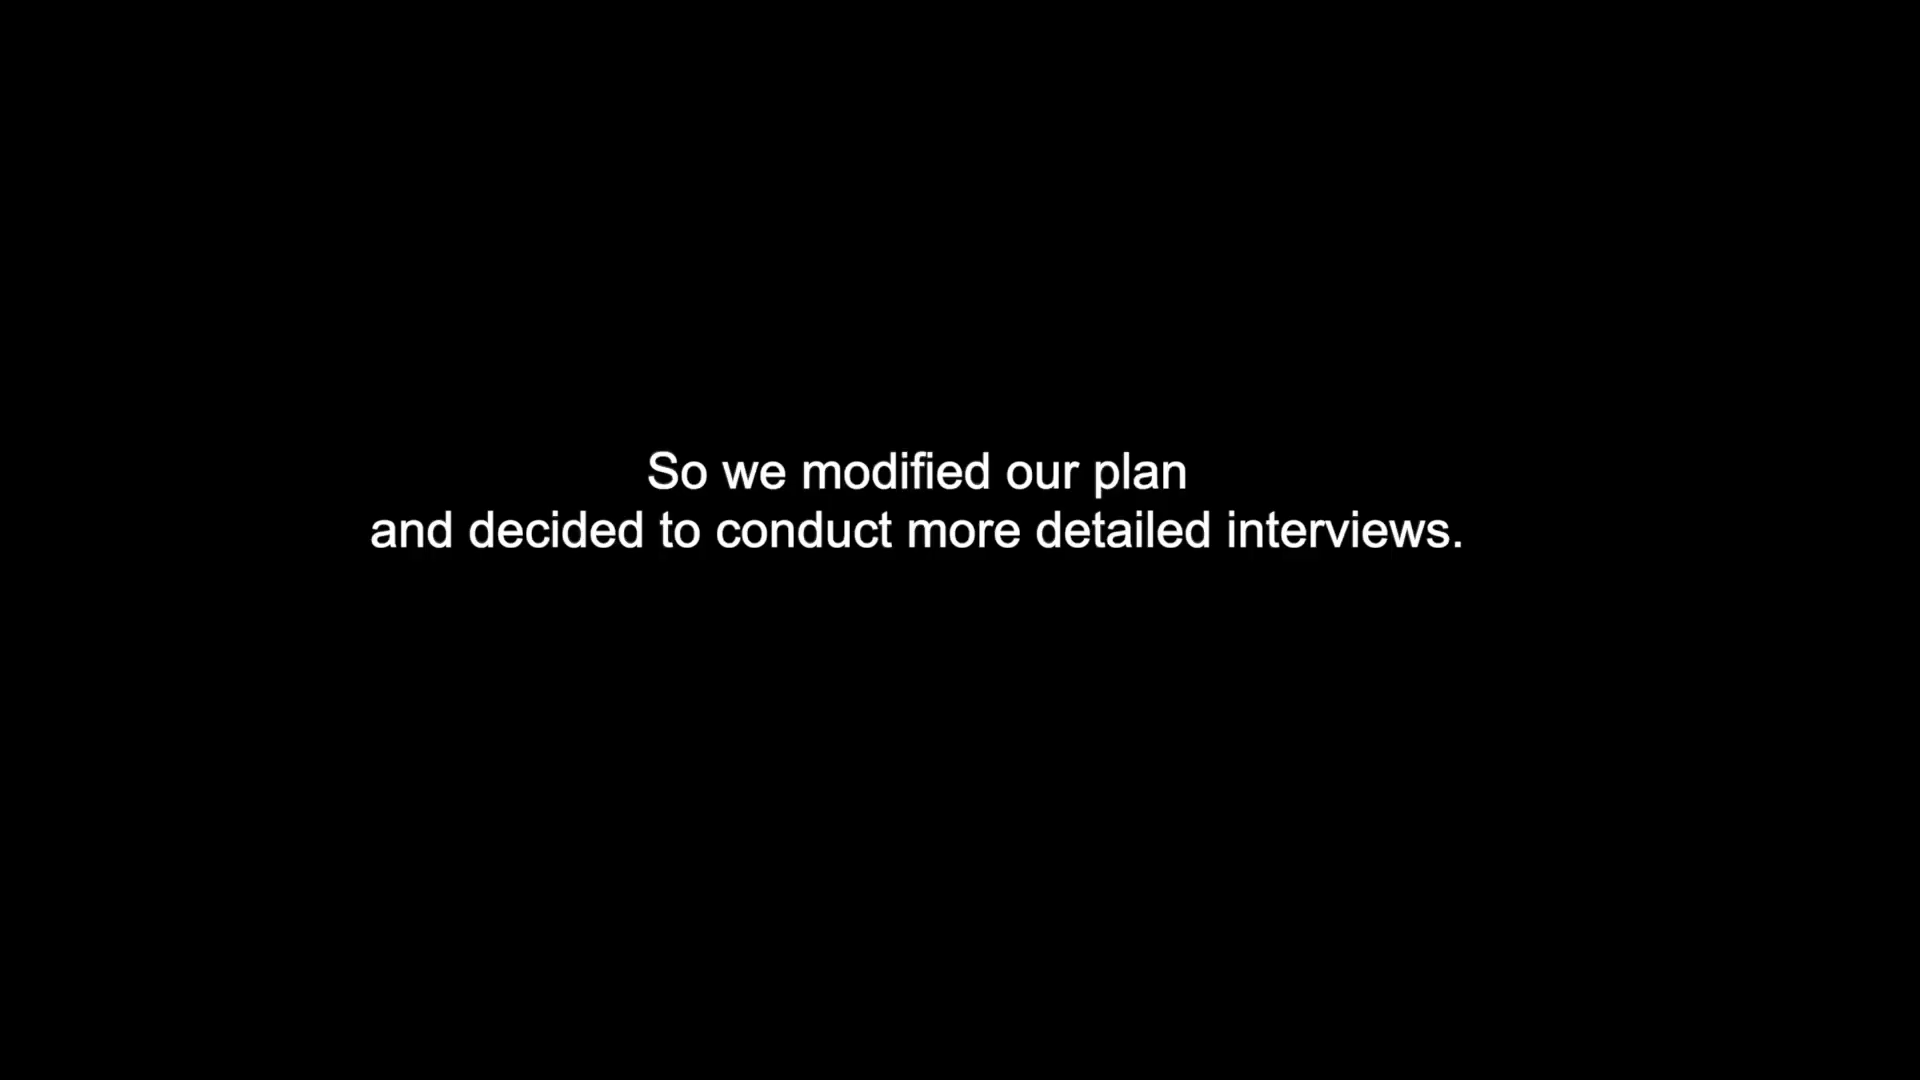 So we modified our plan
and decided to conduct more detailed interviews.